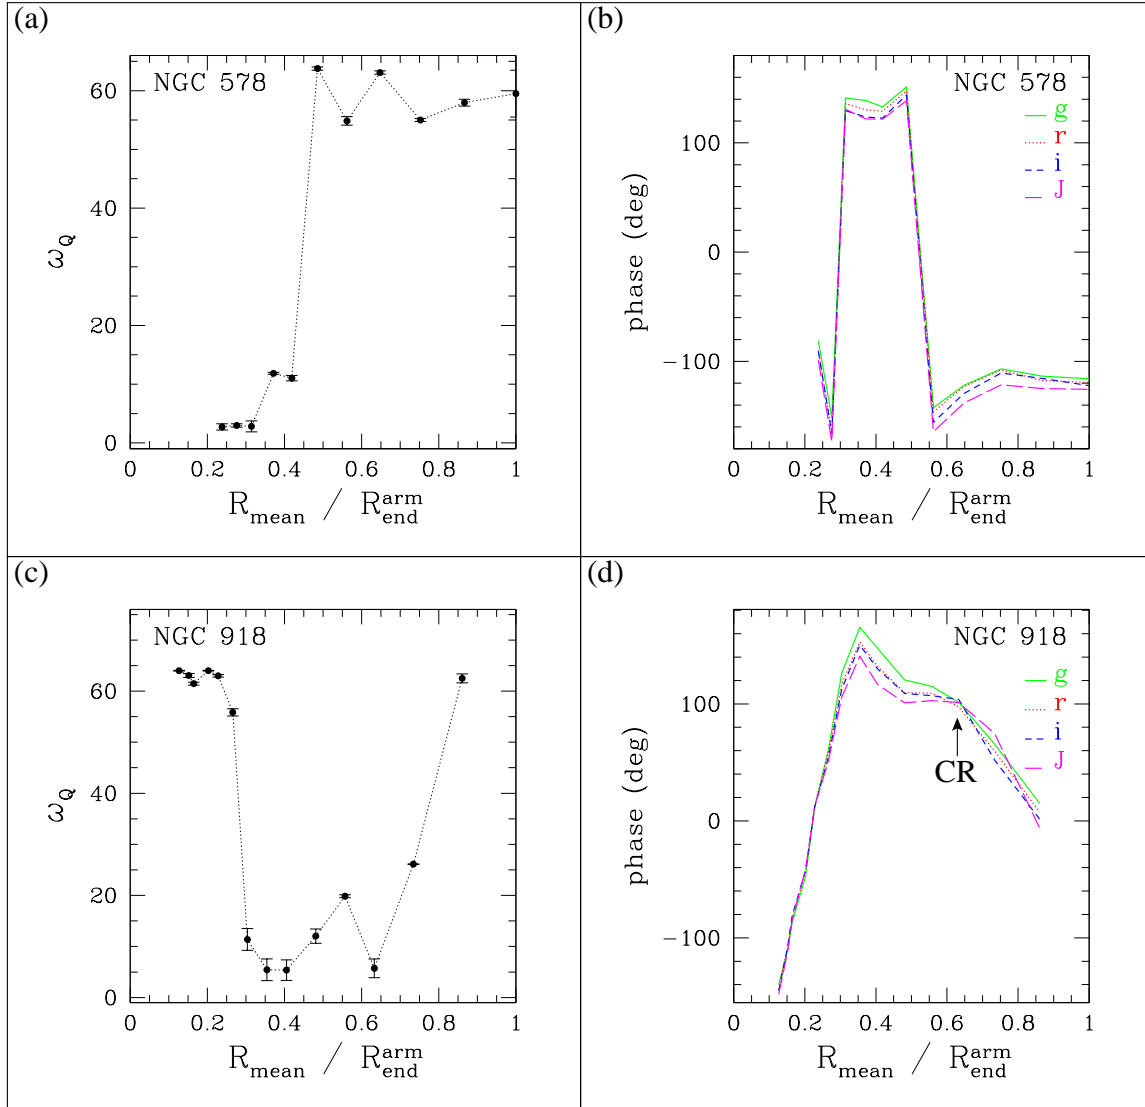 (a)
NGC 578
60
40
20
0
ω_Q
0 0.2 0.4 0.6 0.8 1
R_mean / R_end^arm
(b)
NGC 578
g
r
i
J
100
0
−100
phase (deg)
0 0.2 0.4 0.6 0.8 1
R_mean / R_end^arm
(c)
NGC 918
60
40
20
0
ω_Q
0 0.2 0.4 0.6 0.8 1
R_mean / R_end^arm
(d)
NGC 918
g
r
i
J
100
0
−100
phase (deg)
CR
0 0.2 0.4 0.6 0.8 1
R_mean / R_end^arm